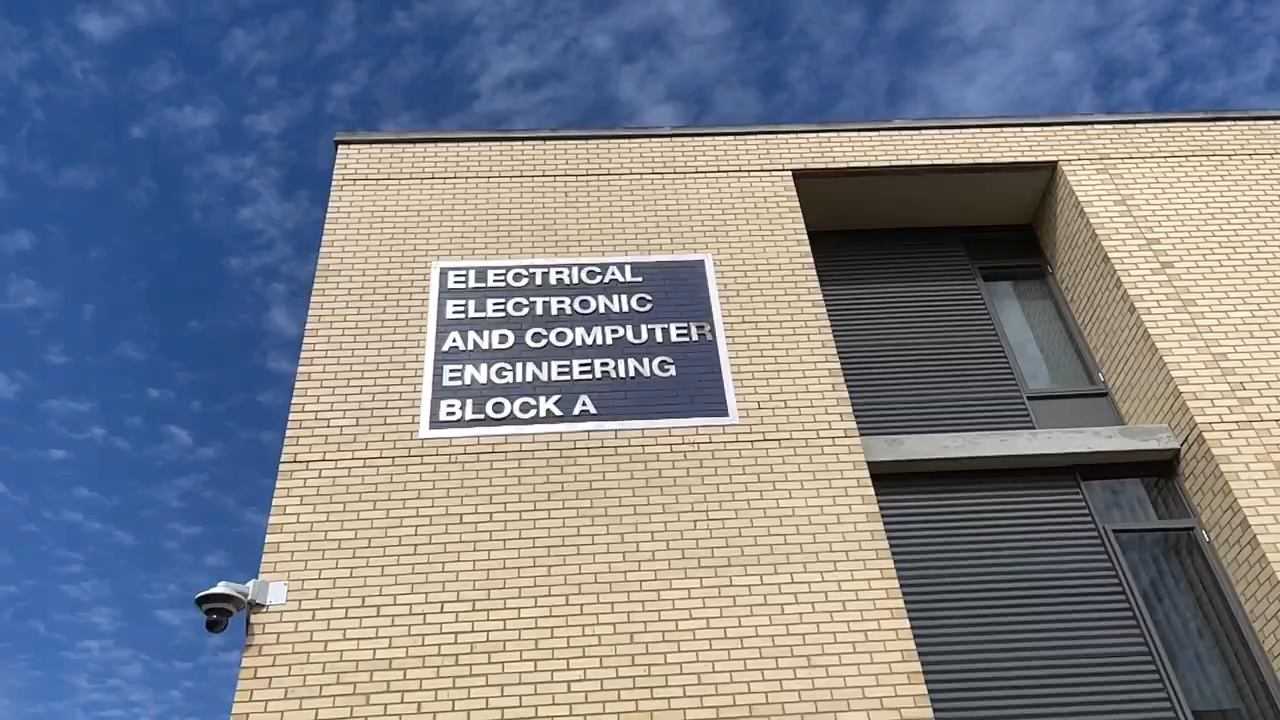 ELECTRICAL
ELECTRONIC
AND COMPUTER
ENGINEERING
BLOCK A